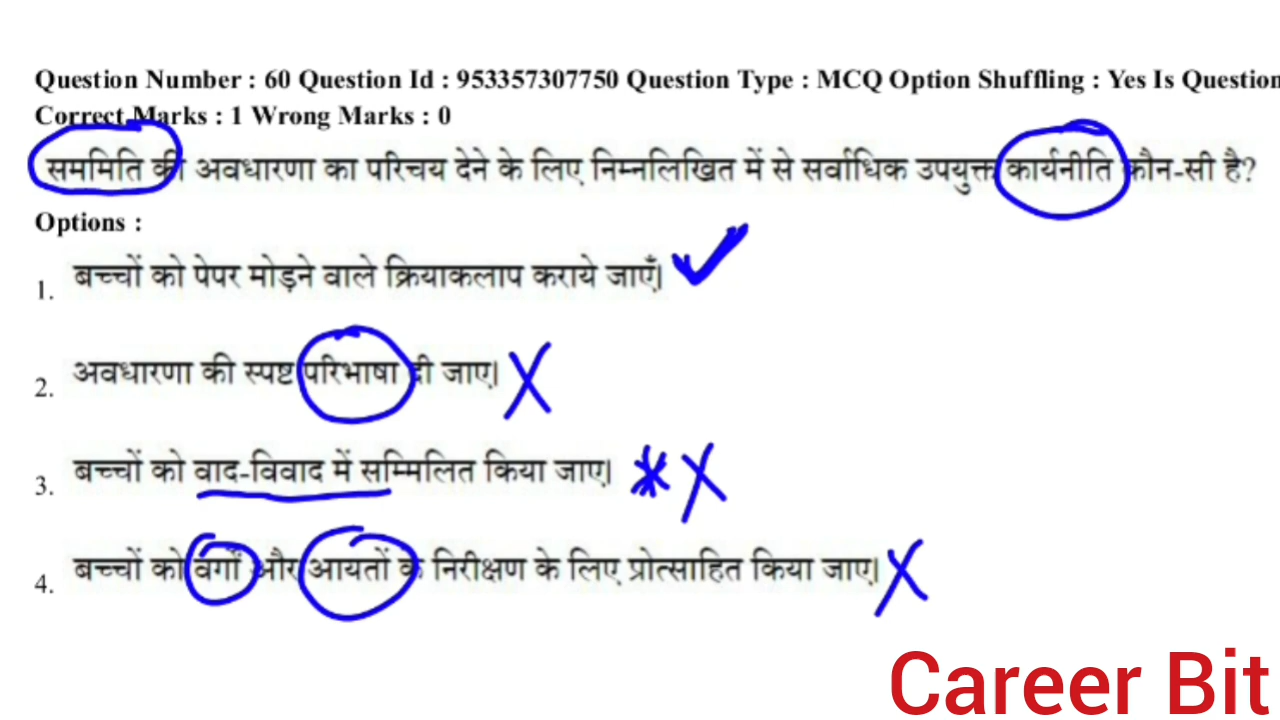 Question Number : 60 Question Id : 953357307750 Question Type : MCQ Option Shuffling : Yes Is Question
Correct Marks : 1 Wrong Marks : 0
सममिति की अवधारणा का परिचय देने के लिए निम्नलिखित में से सर्वाधिक उपयुक्त कार्यनीति कौन-सी है?
Options :
1. बच्चों को पेपर मोड़ने वाले क्रियाकलाप कराये जाएँ|
2. अवधारणा की स्पष्ट परिभाषा दी जाए|
3. बच्चों को वाद-विवाद में सम्मिलित किया जाए|
4. बच्चों को वर्गों और आयतों के निरीक्षण के लिए प्रोत्साहित किया जाए|
Career Bit